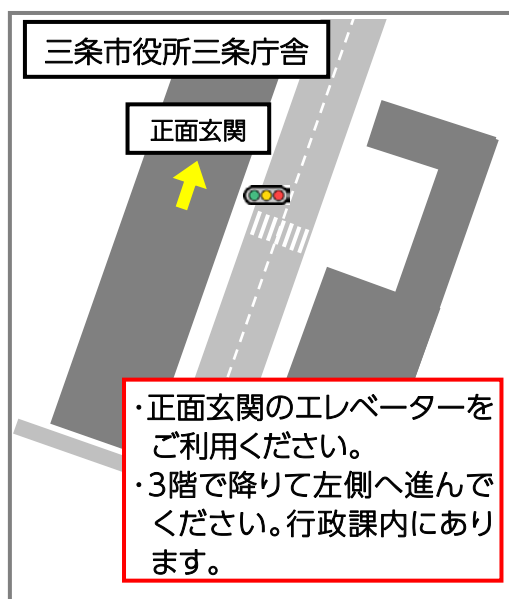 三条市役所三条庁舎
正面玄関
・正面玄関のエレベーターを
ご利用ください。
・3階で降りて左側へ進んで
ください。行政課内にあり
ます。